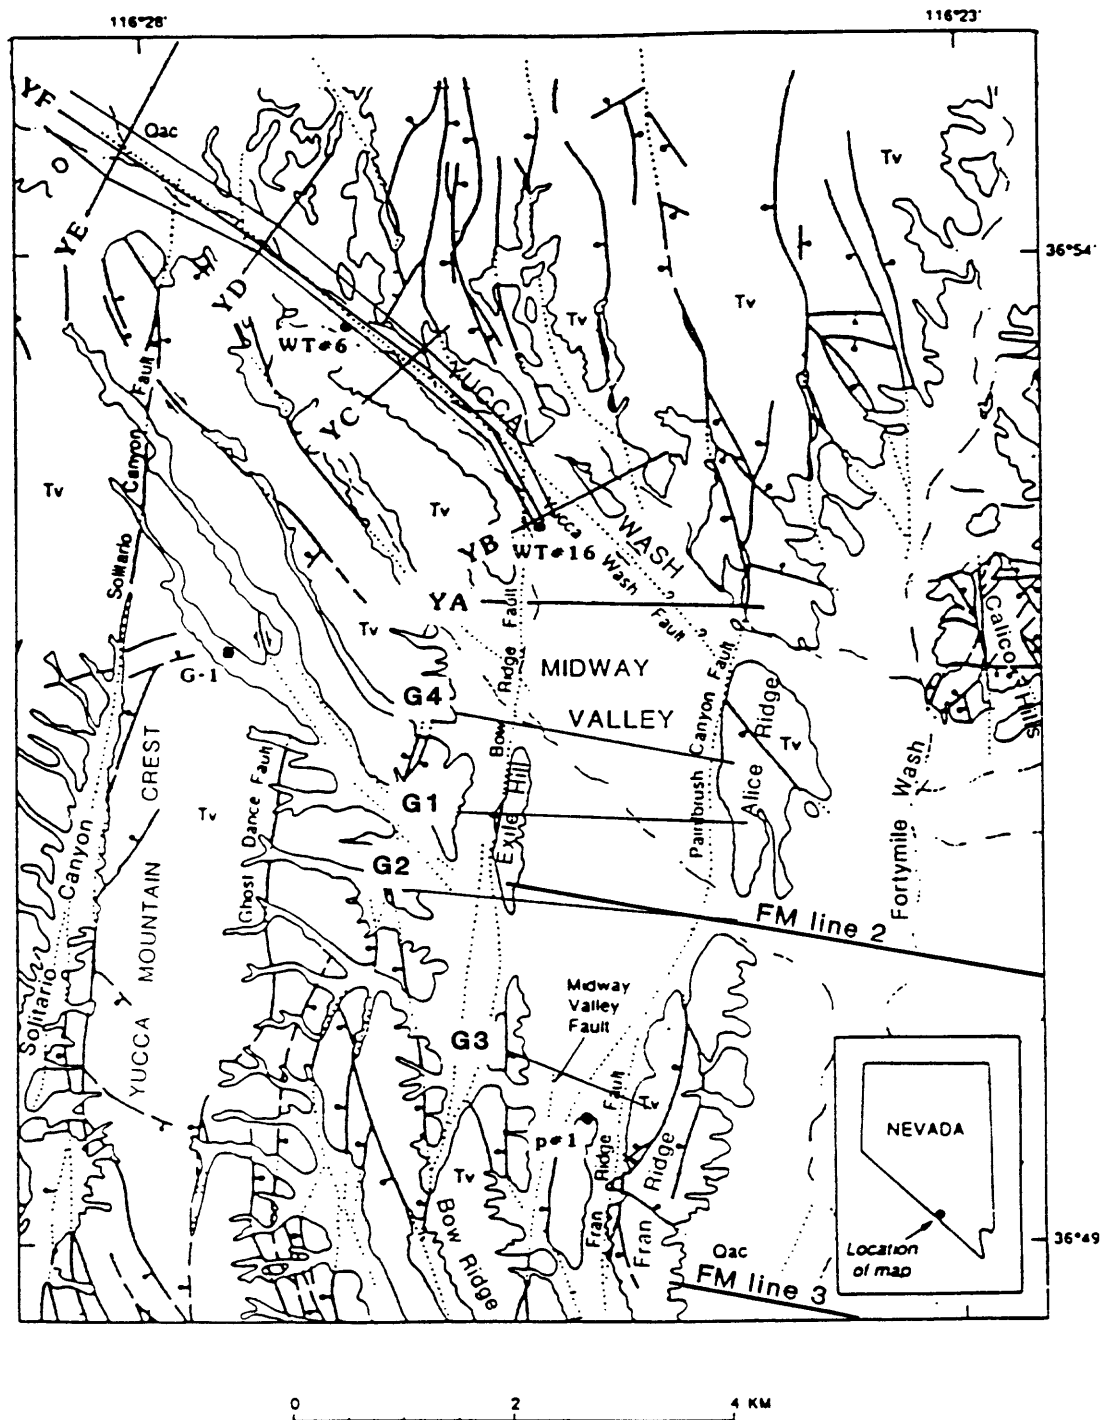 116°28'
116°23'
YF
Qac
Tv
YE
36°54'
YD
Tv
Tv
WT#6
Fault
YUCCA
YC
Canyon
Tv
Tv
WASH
Yucca
YB
WT#16
Wash
Solitario
Fault
YA
Fault
?
?
Calico Hills
Tv
MIDWAY
Ridge
G-1
G4
VALLEY
Bow
Canyon Fault
Ridge
Tv
Paintbrush
Alice
YUCCA MOUNTAIN CREST
Ghost Dance Fault
Tv
G1
Exile Hill
Fortymile Wash
Canyon
G2
FM line 2
Solitario
Midway
Valley
Fault
G3
Fault
Tv
p#1
Ridge
Ridge
NEVADA
Tv
Bow Ridge
Fran
Fran
Qac
36°49
Location
of map
FM line 3
0 2 4 KM